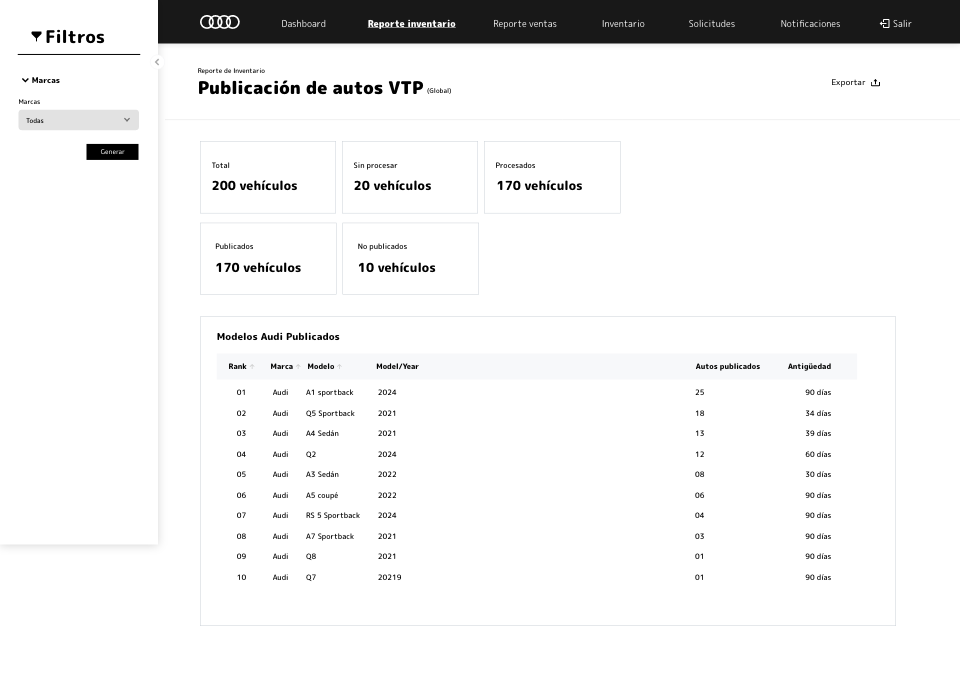 Filtros
Marcas
Marcas
Todas
Generar
Dashboard Reporte inventario Reporte ventas Inventario Solicitudes Notificaciones Salir
Reporte de Inventario
Publicación de autos VTP (Global)
Exportar
Total Sin procesar Procesados
200 vehículos 20 vehículos 170 vehículos
Publicados No publicados
170 vehículos 10 vehículos
Modelos Audi Publicados
Rank Marca Modelo Model/Year Autos publicados Antigüedad
01 Audi A1 sportback 2024 25 90 días
02 Audi Q5 Sportback 2021 18 34 días
03 Audi A4 Sedán 2021 13 39 días
04 Audi Q2 2024 12 60 días
05 Audi A3 Sedán 2022 08 30 días
06 Audi A5 coupé 2022 06 90 días
07 Audi RS 5 Sportback 2024 04 90 días
08 Audi A7 Sportback 2021 03 90 días
09 Audi Q8 2021 01 90 días
10 Audi Q7 20219 01 90 días